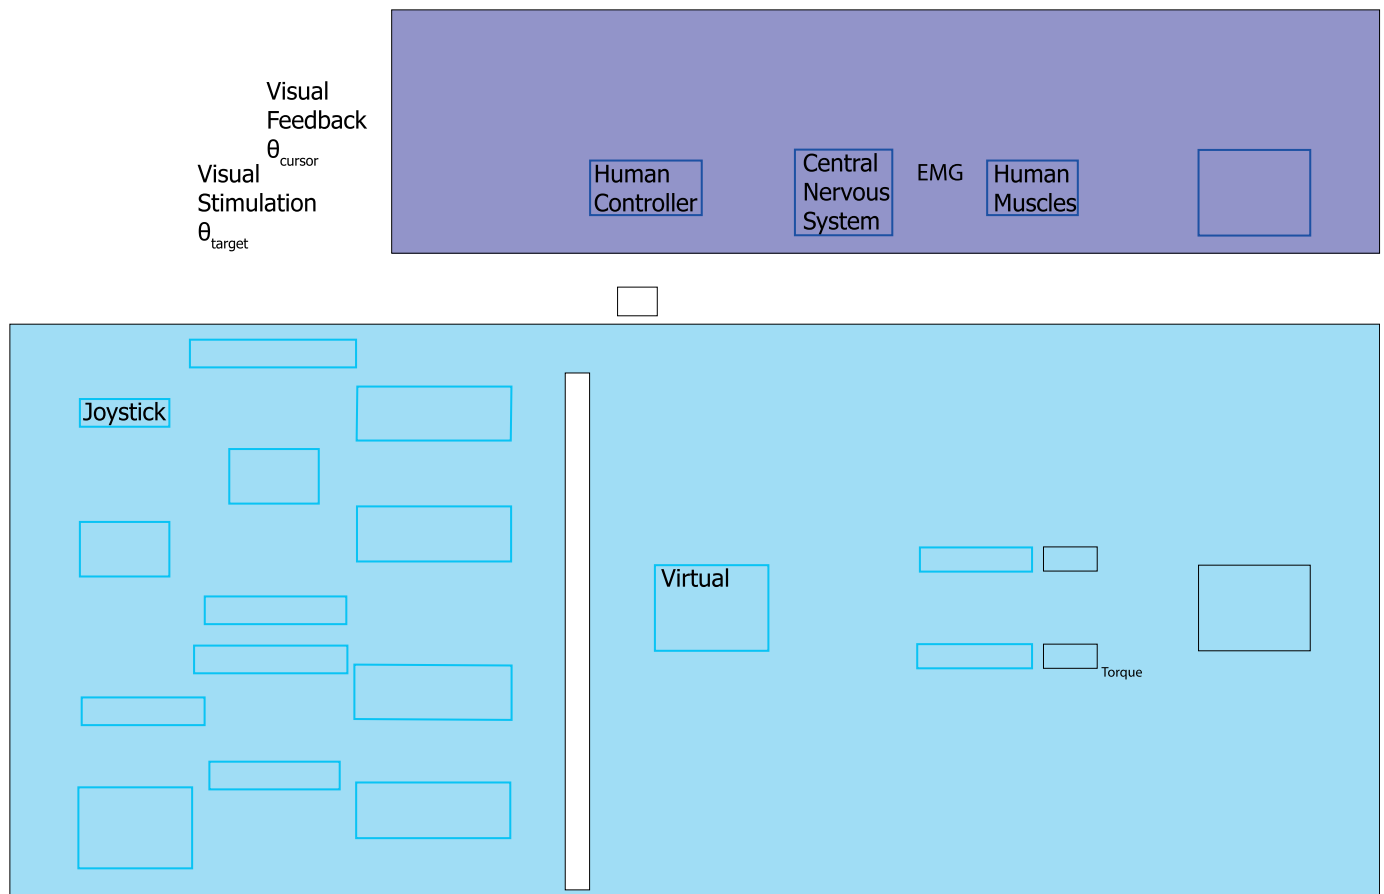 Visual
Feedback
θcursor
Visual
Stimulation
θtarget
Human
Controller
Central
Nervous
System
EMG
Human
Muscles
Joystick
Virtual
Torque